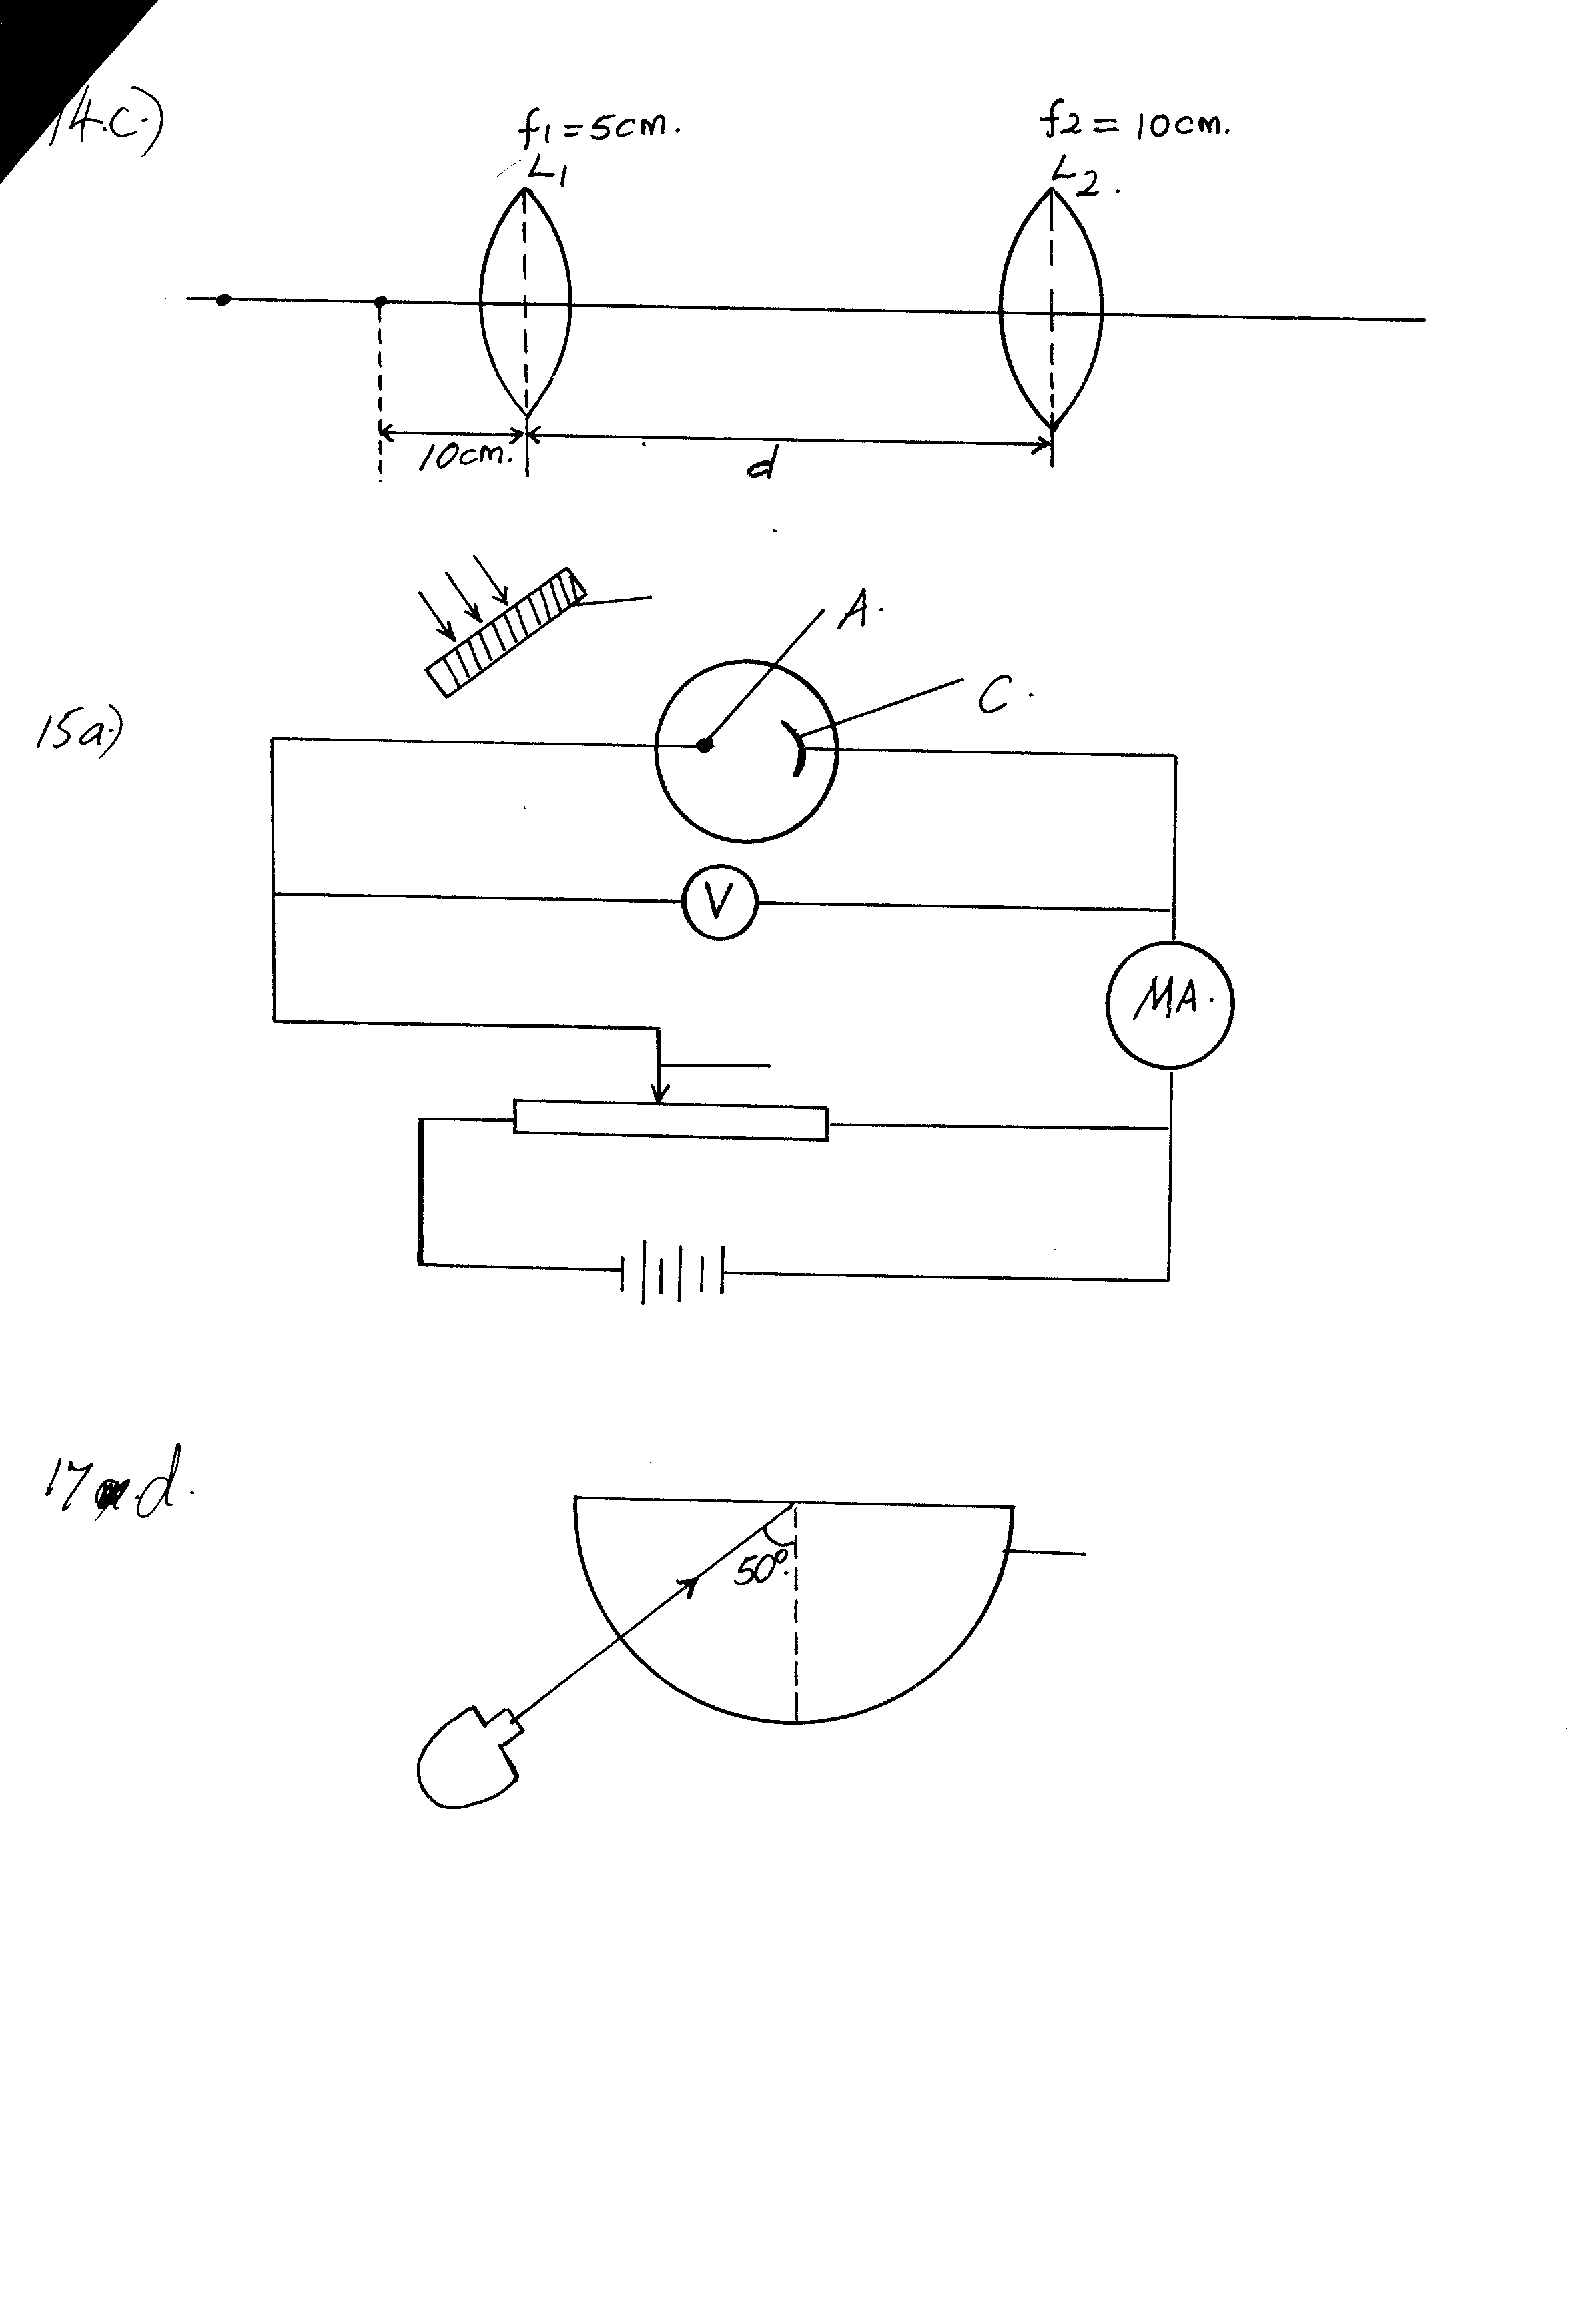 14.c.)
f1=5cm.
f2= 10cm.
L1
L2.
10cm.
d
A.
C.
15a.)
V
MA.
17 .d.
50°.